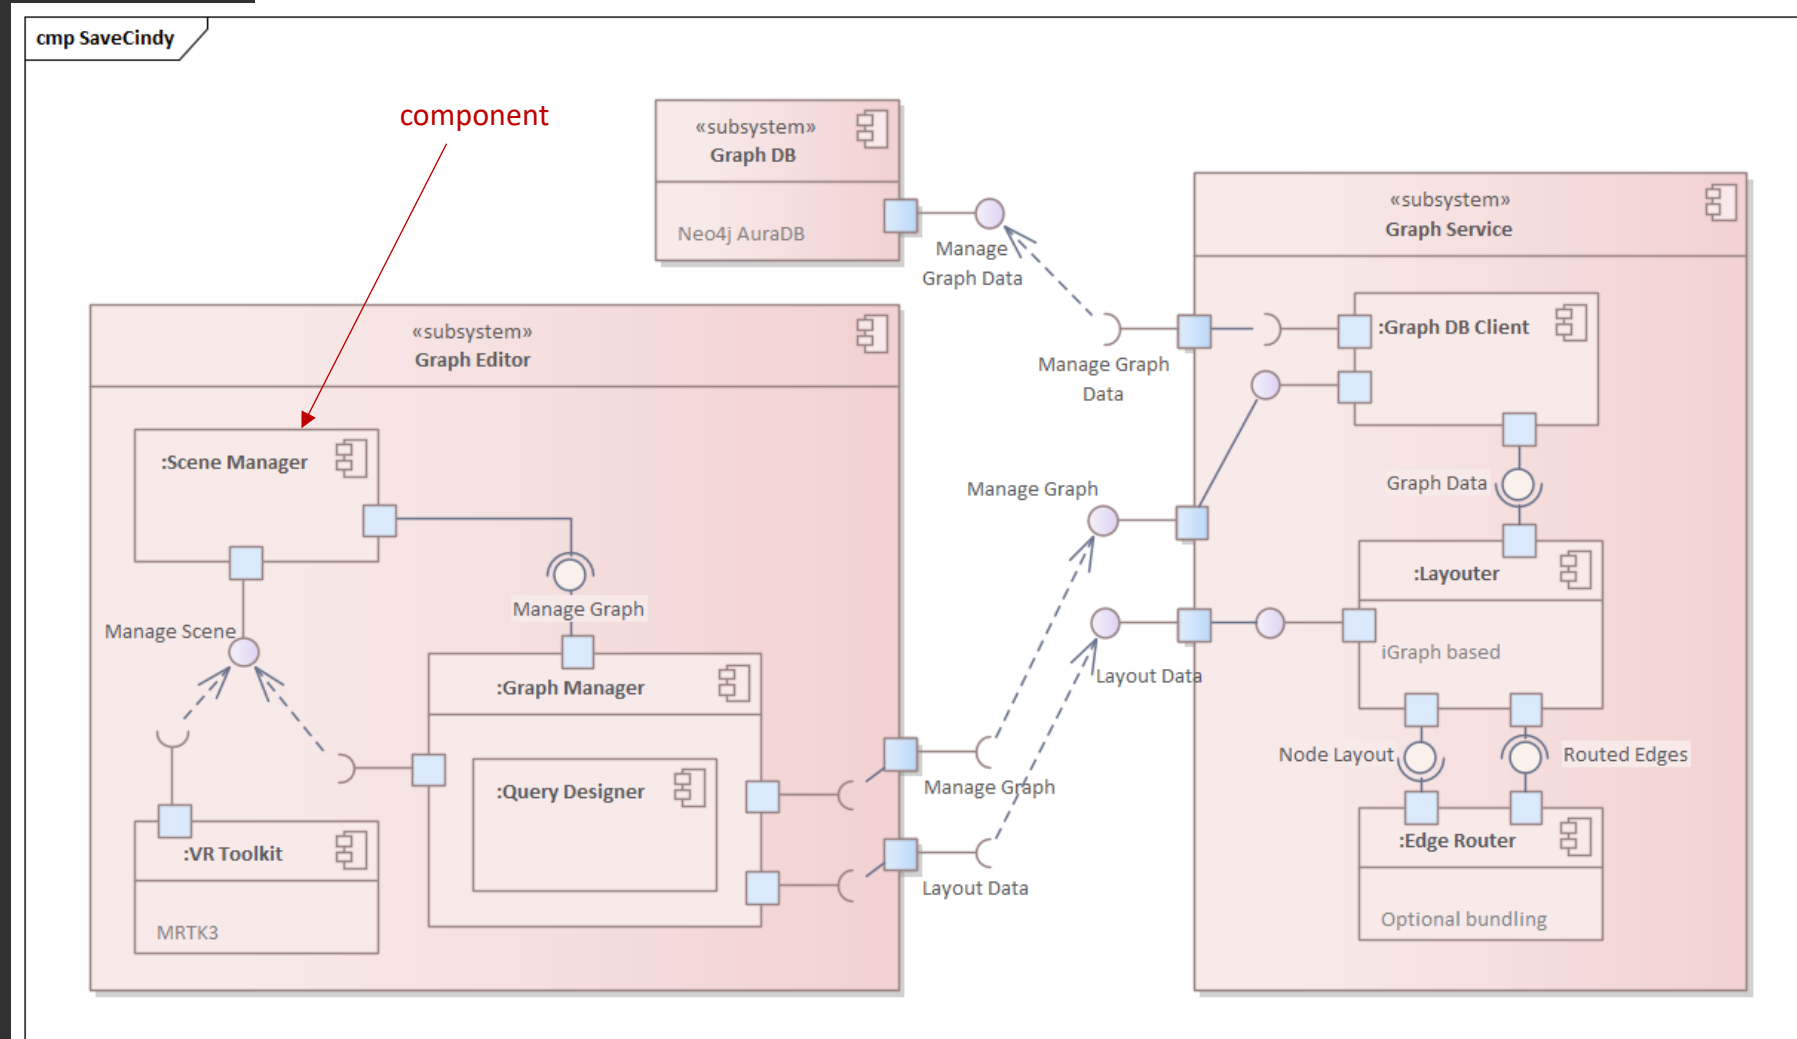 cmp SaveCindy
component
«subsystem»
Graph DB
Neo4j AuraDB
Manage
Graph Data
«subsystem»
Graph Service
:Graph DB Client
Manage Graph
Data
«subsystem»
Graph Editor
:Scene Manager
Manage Graph
Graph Data
Manage Graph
Manage Scene
:Layouter
iGraph based
Layout Data
:Graph Manager
:Query Designer
Manage Graph
Node Layout
Routed Edges
:VR Toolkit
MRTK3
Layout Data
:Edge Router
Optional bundling